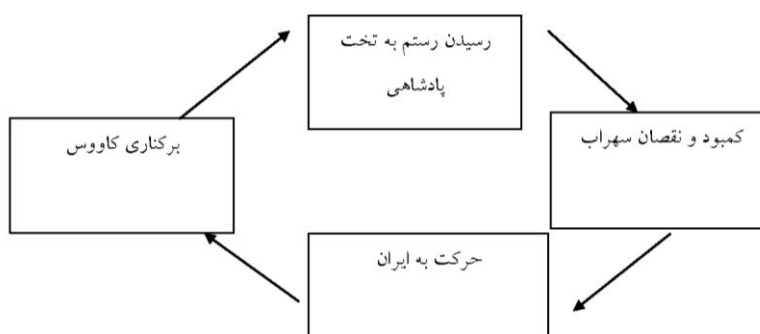 رسیدن رستم به تخت
پادشاهی
کمبود و نقصان سهراب
برکناری کاووس
حرکت به ایران